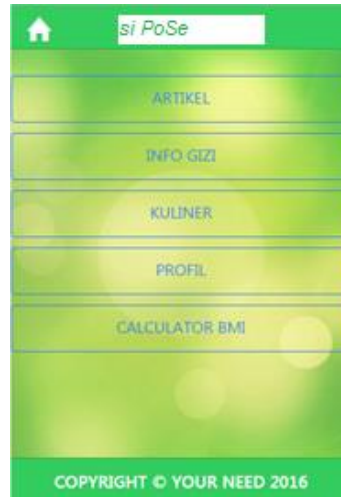 si PoSe
ARTIKEL
INFO GIZI
KULINER
PROFIL
CALCULATOR BMI
COPYRIGHT © YOUR NEED 2016